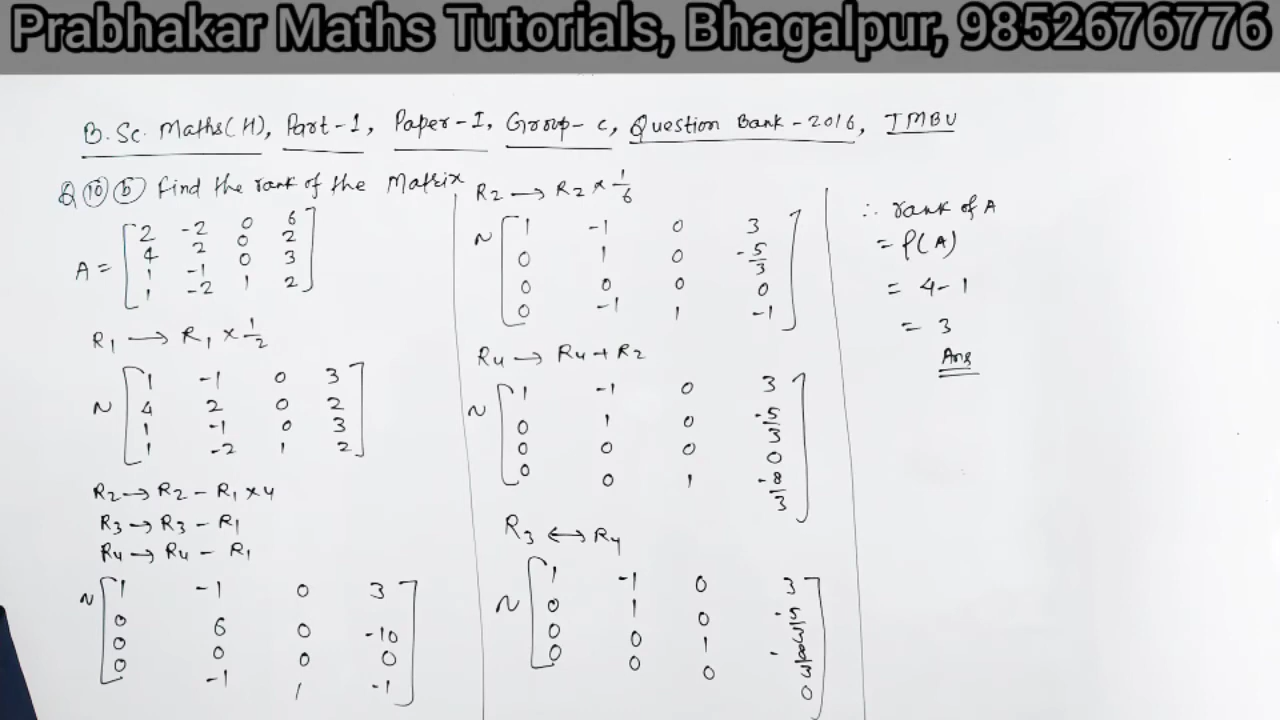 Prabhakar Maths Tutorials, Bhagalpur, 9852676776
B.Sc. Maths(H), Part-1, Paper-I, Group-C, Question Bank-2016, TMBU
Q 10 b Find the rank of the Matrix
A = [2 -2 0 6
4 2 0 2
1 -1 0 3
1 -2 1 2]
R1 → R1 × 1/2
~ [1 -1 0 3
4 2 0 2
1 -1 0 3
1 -2 1 2]
R2 → R2 - R1 × 4
R3 → R3 - R1
R4 → R4 - R1
~ [1 -1 0 3
0 6 0 -10
0 0 0 0
0 -1 1 -1]
R2 → R2 × 1/6
~ [1 -1 0 3
0 1 0 -5/3
0 0 0 0
0 -1 1 -1]
R4 → R4 + R2
~ [1 -1 0 3
0 1 0 -5/3
0 0 0 0
0 0 1 -8/3]
R3 ↔ R4
~ [1 -1 0 3
0 1 0 -5/3
0 0 1 -8/3
0 0 0 0]
∴ rank of A
= ρ(A)
= 4-1
= 3
Ans